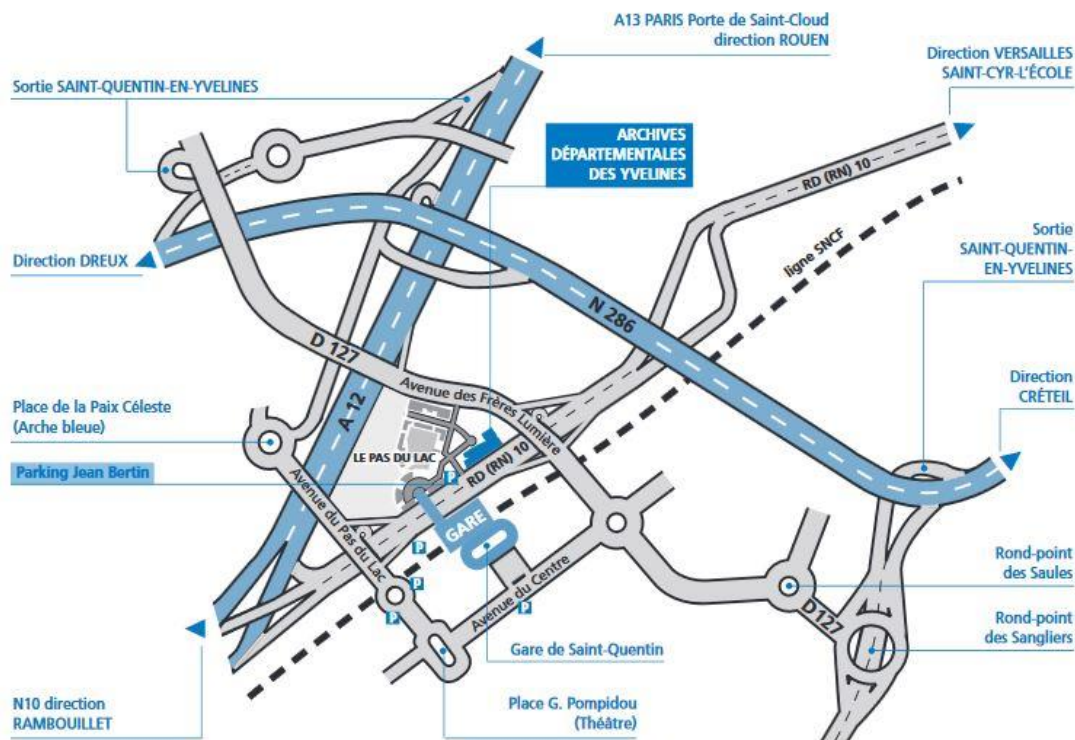 A13 PARIS Porte de Saint-Cloud
direction ROUEN
Direction VERSAILLES
SAINT-CYR-L'ÉCOLE
Sortie SAINT-QUENTIN-EN-YVELINES
ARCHIVES
DÉPARTEMENTALES
DES YVELINES
RD (RN) 10
ligne SNCF
Sortie
SAINT-QUENTIN-
EN-YVELINES
Direction DREUX
N 286
D 127
A 12
Avenue des Frères Lumière
Direction
CRÉTEIL
Place de la Paix Céleste
(Arche bleue)
LE PAS DU LAC
RD (RN) 10
Parking Jean Bertin
P
GARE
Avenue du Pas du Lac
P
P
P
P
Avenue du Centre
Rond-point
des Saules
D127
Rond-point
des Sangliers
Gare de Saint-Quentin
N10 direction
RAMBOUILLET
Place G. Pompidou
(Théâtre)